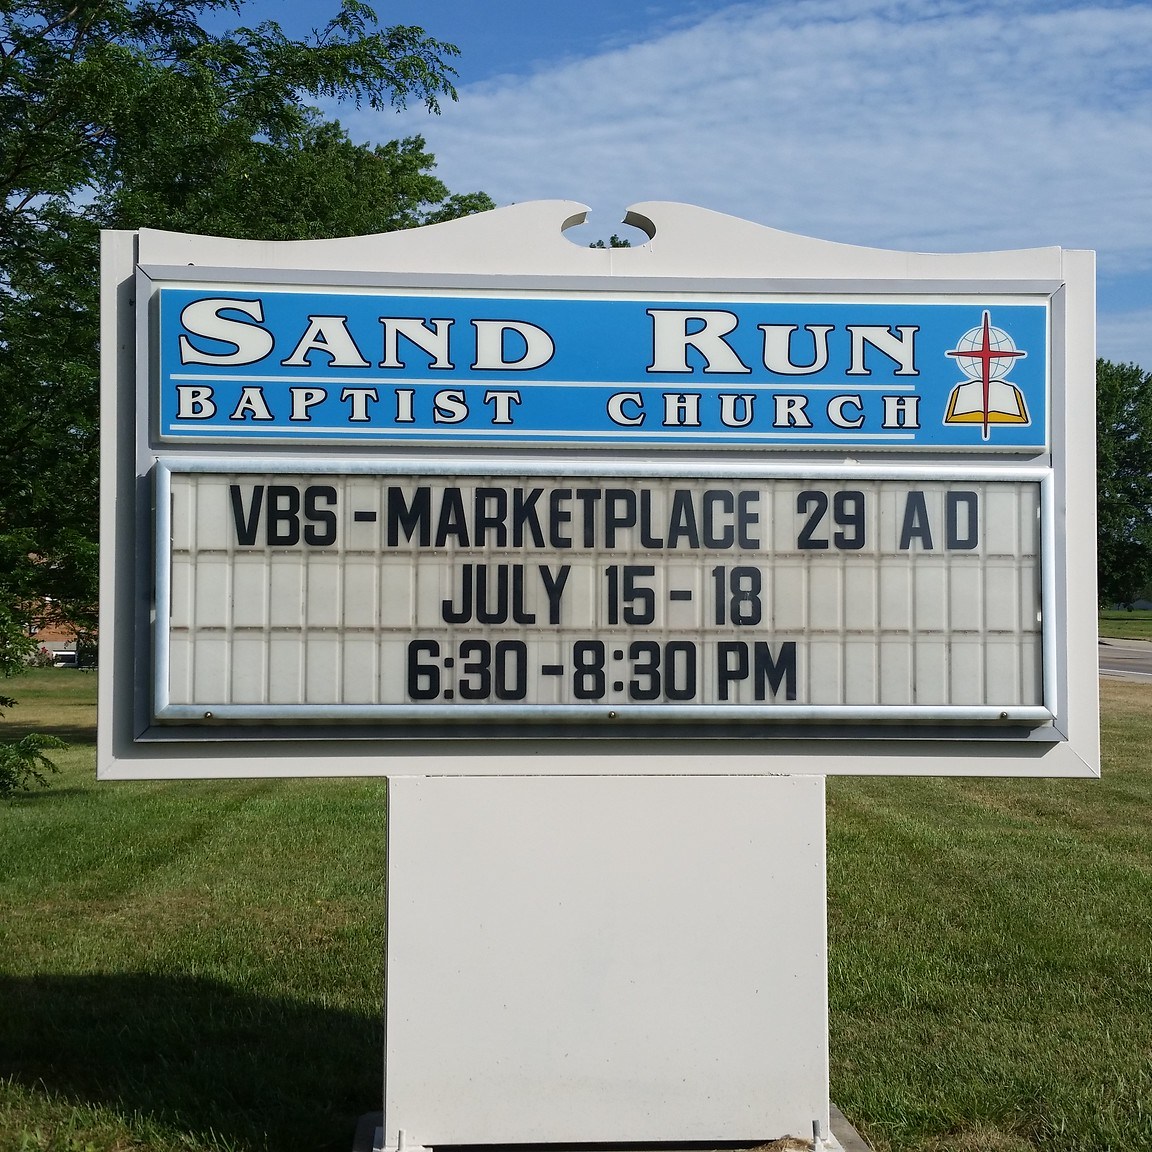 SAND RUN
BAPTIST CHURCH
VBS - MARKETPLACE 29 AD
JULY 15 - 18
6:30 - 8:30 PM